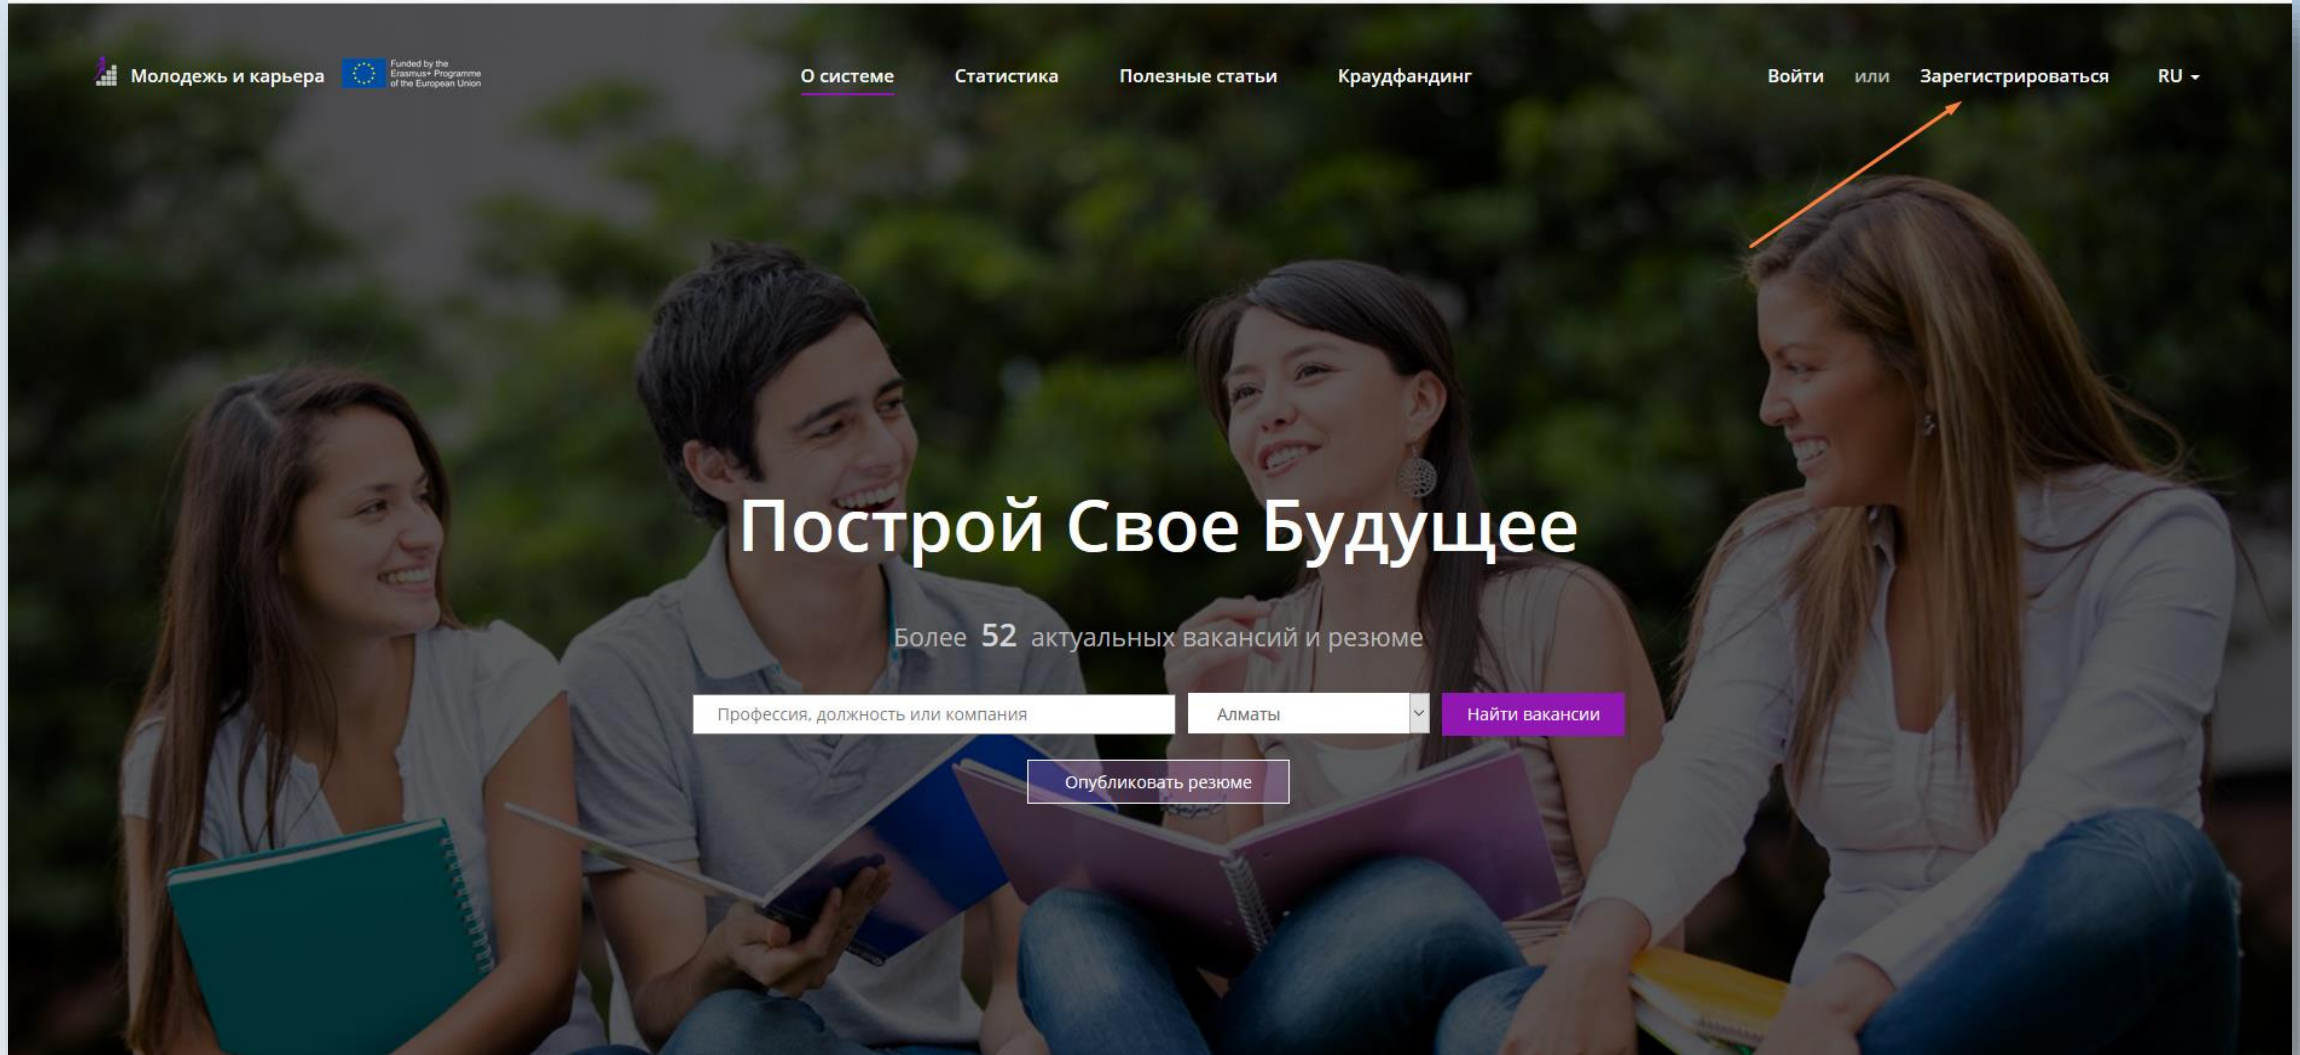 Молодежь и карьера
Funded by the
Erasmus+ Programme
of the European Union
О системе
Статистика
Полезные статьи
Краудфандинг
Войти или Зарегистрироваться
RU
Построй Свое Будущее
Более 52 актуальных вакансий и резюме
Профессия, должность или компания
Алматы
Найти вакансии
Опубликовать резюме